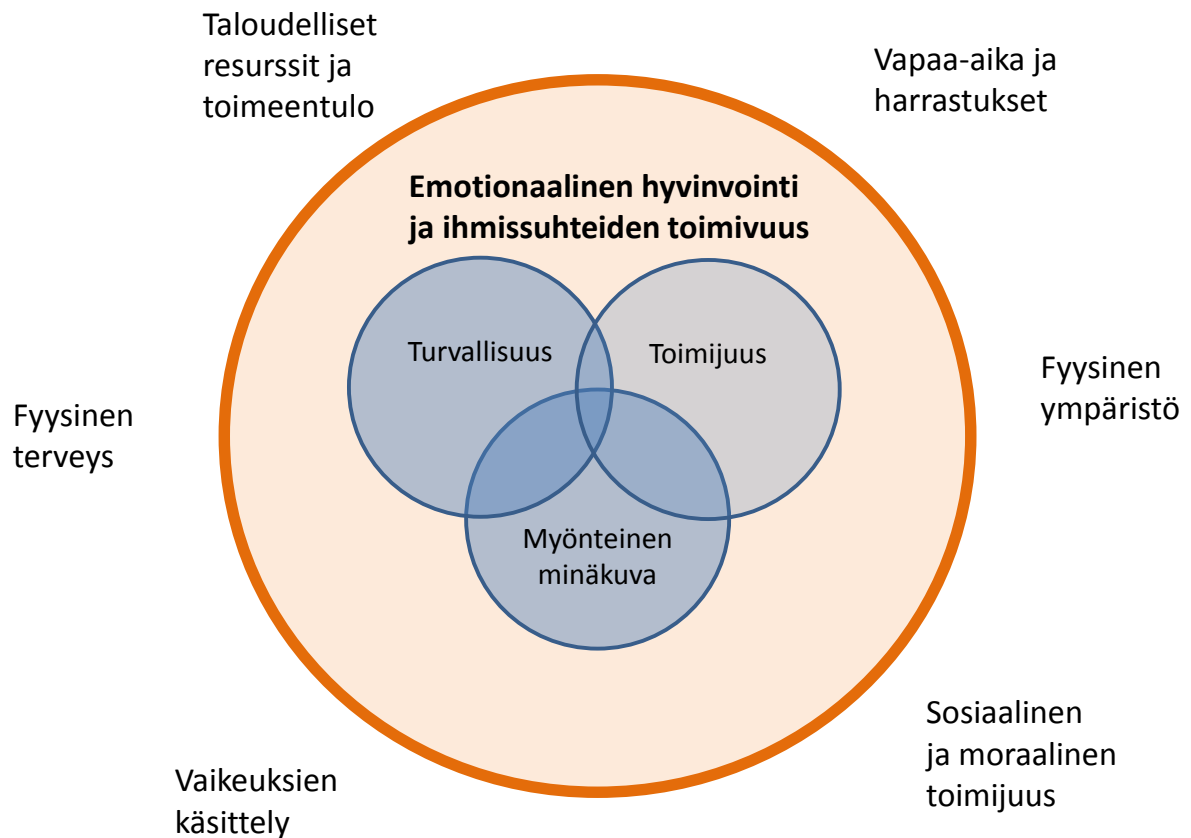 Taloudelliset
resurssit ja
toimeentulo
Vapaa-aika ja
harrastukset
Emotionaalinen hyvinvointi
ja ihmissuhteiden toimivuus
Turvallisuus
Toimijuus
Myönteinen
minäkuva
Fyysinen
terveys
Fyysinen
ympäristö
Vaikeuksien
käsittely
Sosiaalinen
ja moraalinen
toimijuus